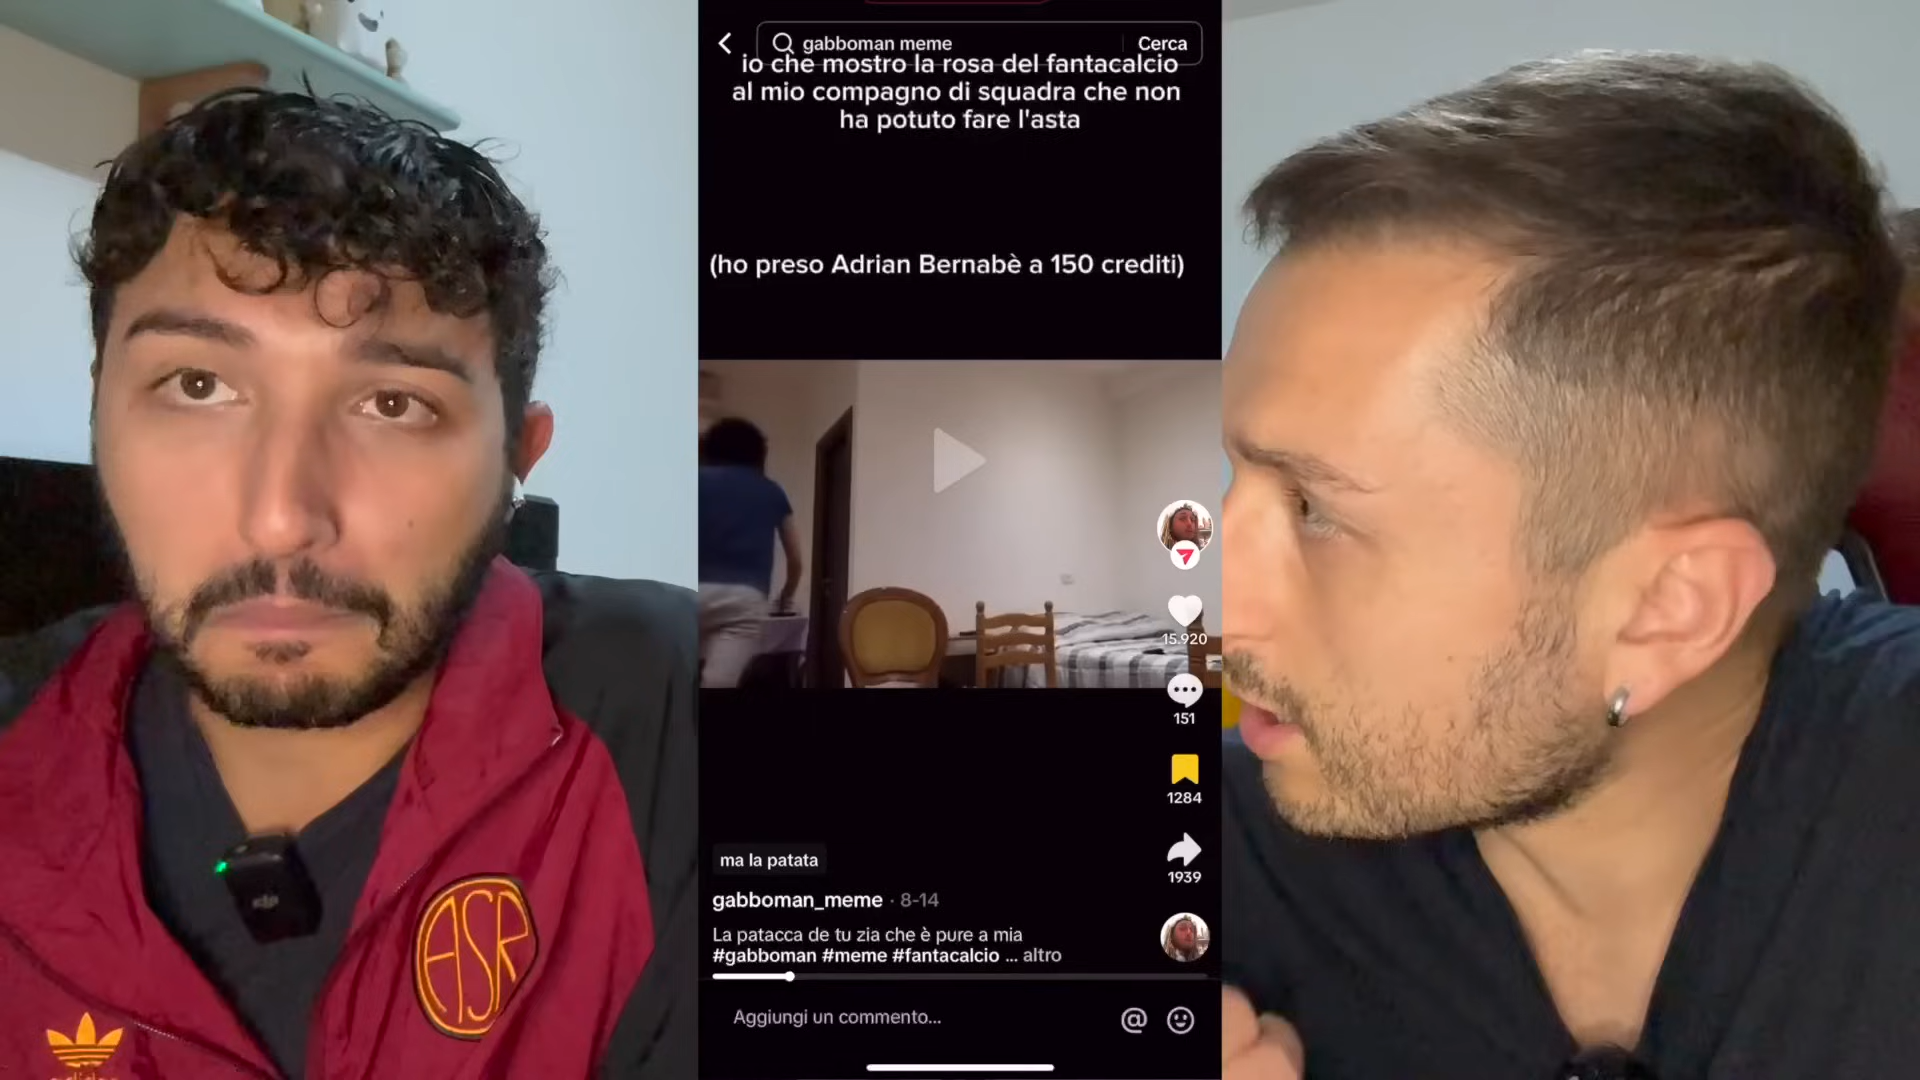 gabboman meme
Cerca
io che mostro la rosa del fantacalcio
al mio compagno di squadra che non
ha potuto fare l'asta
(ho preso Adrian Bernabè a 150 crediti)
15.920
151
1284
1939
ma la patata
gabboman_meme · 8-14
La patacca de tu zia che è pure a mia
#gabboman #meme #fantacalcio ... altro
Aggiungi un commento...
@
ASR
dji
adidas